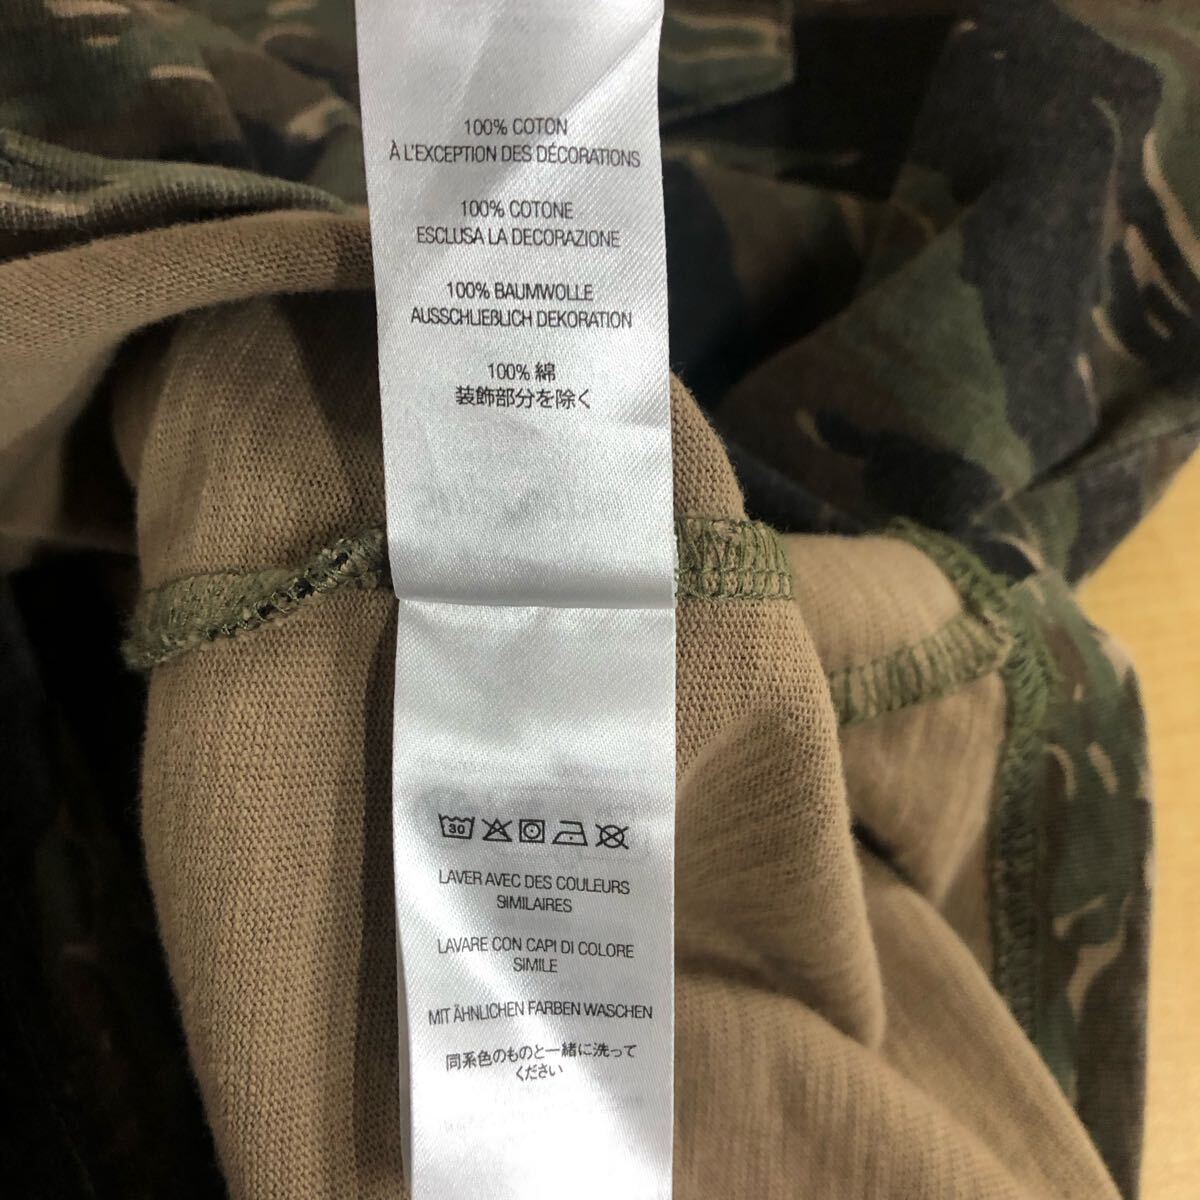 100% COTON
À L'EXCEPTION DES DÉCORATIONS
100% COTONE
ESCLUSA LA DECORAZIONE
100% BAUMWOLLE
AUSSCHLIEßLICH DEKORATION
100% 綿
装飾部分を除く
30
LAVER AVEC DES COULEURS
SIMILAIRES
LAVARE CON CAPI DI COLORE
SIMILE
MIT ÄHNLICHEN FARBEN WASCHEN
同系色のものと一緒に洗って
ください